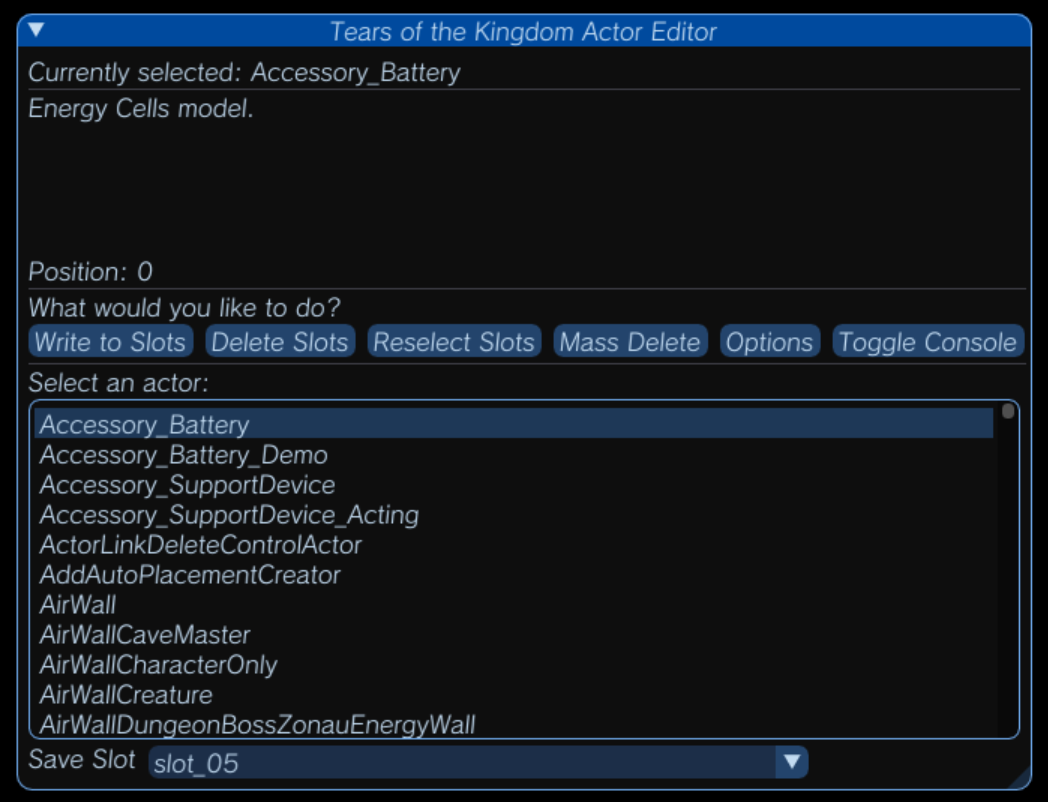 Tears of the Kingdom Actor Editor
Currently selected: Accessory_Battery
Energy Cells model.
Position: 0
What would you like to do?
Write to Slots Delete Slots Reselect Slots Mass Delete Options Toggle Console
Select an actor:
Accessory_Battery
Accessory_Battery_Demo
Accessory_SupportDevice
Accessory_SupportDevice_Acting
ActorLinkDeleteControlActor
AddAutoPlacementCreator
AirWall
AirWallCaveMaster
AirWallCharacterOnly
AirWallCreature
AirWallDungeonBossZonauEnergyWall
Save Slot slot_05